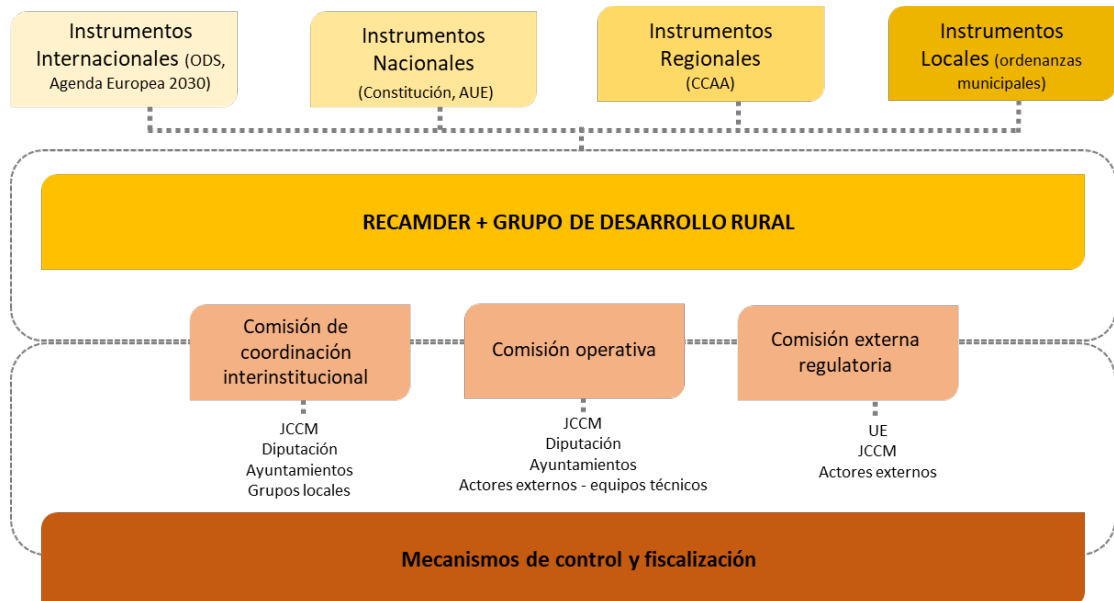 Instrumentos
Internacionales (ODS,
Agenda Europea 2030)
Instrumentos
Nacionales
(Constitución, AUE)
Instrumentos
Regionales
(CCAA)
Instrumentos
Locales (ordenanzas
municipales)
RECAMDER + GRUPO DE DESARROLLO RURAL
Comisión de
coordinación
interinstitucional
Comisión operativa
Comisión externa
regulatoria
JCCM
Diputación
Ayuntamientos
Grupos locales
JCCM
Diputación
Ayuntamientos
Actores externos - equipos técnicos
UE
JCCM
Actores externos
Mecanismos de control y fiscalización